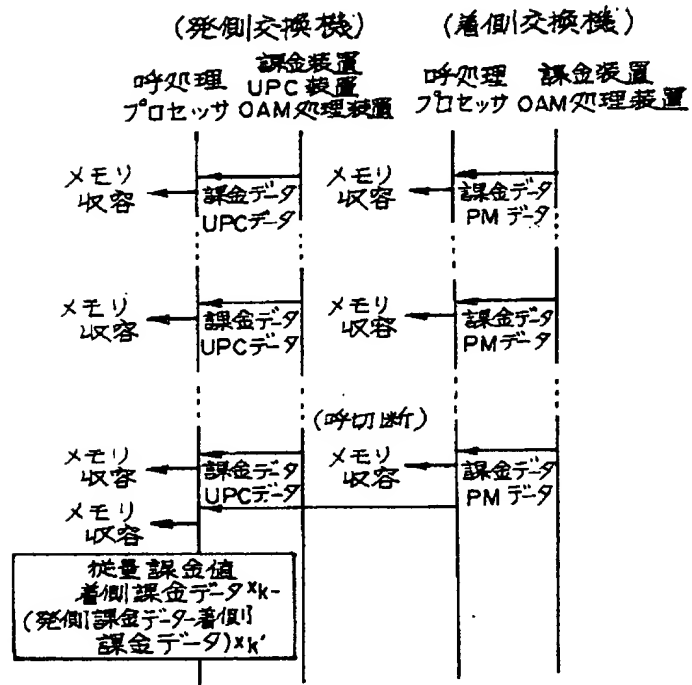 (発側交換機)
(着側交換機)
呼処理
プロセッサ
課金装置
UPC装置
OAM処理装置
呼処理
プロセッサ
課金装置
OAM処理装置
メモリ
収容
課金データ
UPCデータ
メモリ
収容
課金データ
PMデータ
メモリ
収容
課金データ
UPCデータ
メモリ
収容
課金データ
PMデータ
(呼切断)
メモリ
収容
課金データ
UPCデータ
メモリ
収容
課金データ
PMデータ
メモリ
収容
従量課金値
着側課金データ×k-
(発側課金データ-着側
課金データ)×k'